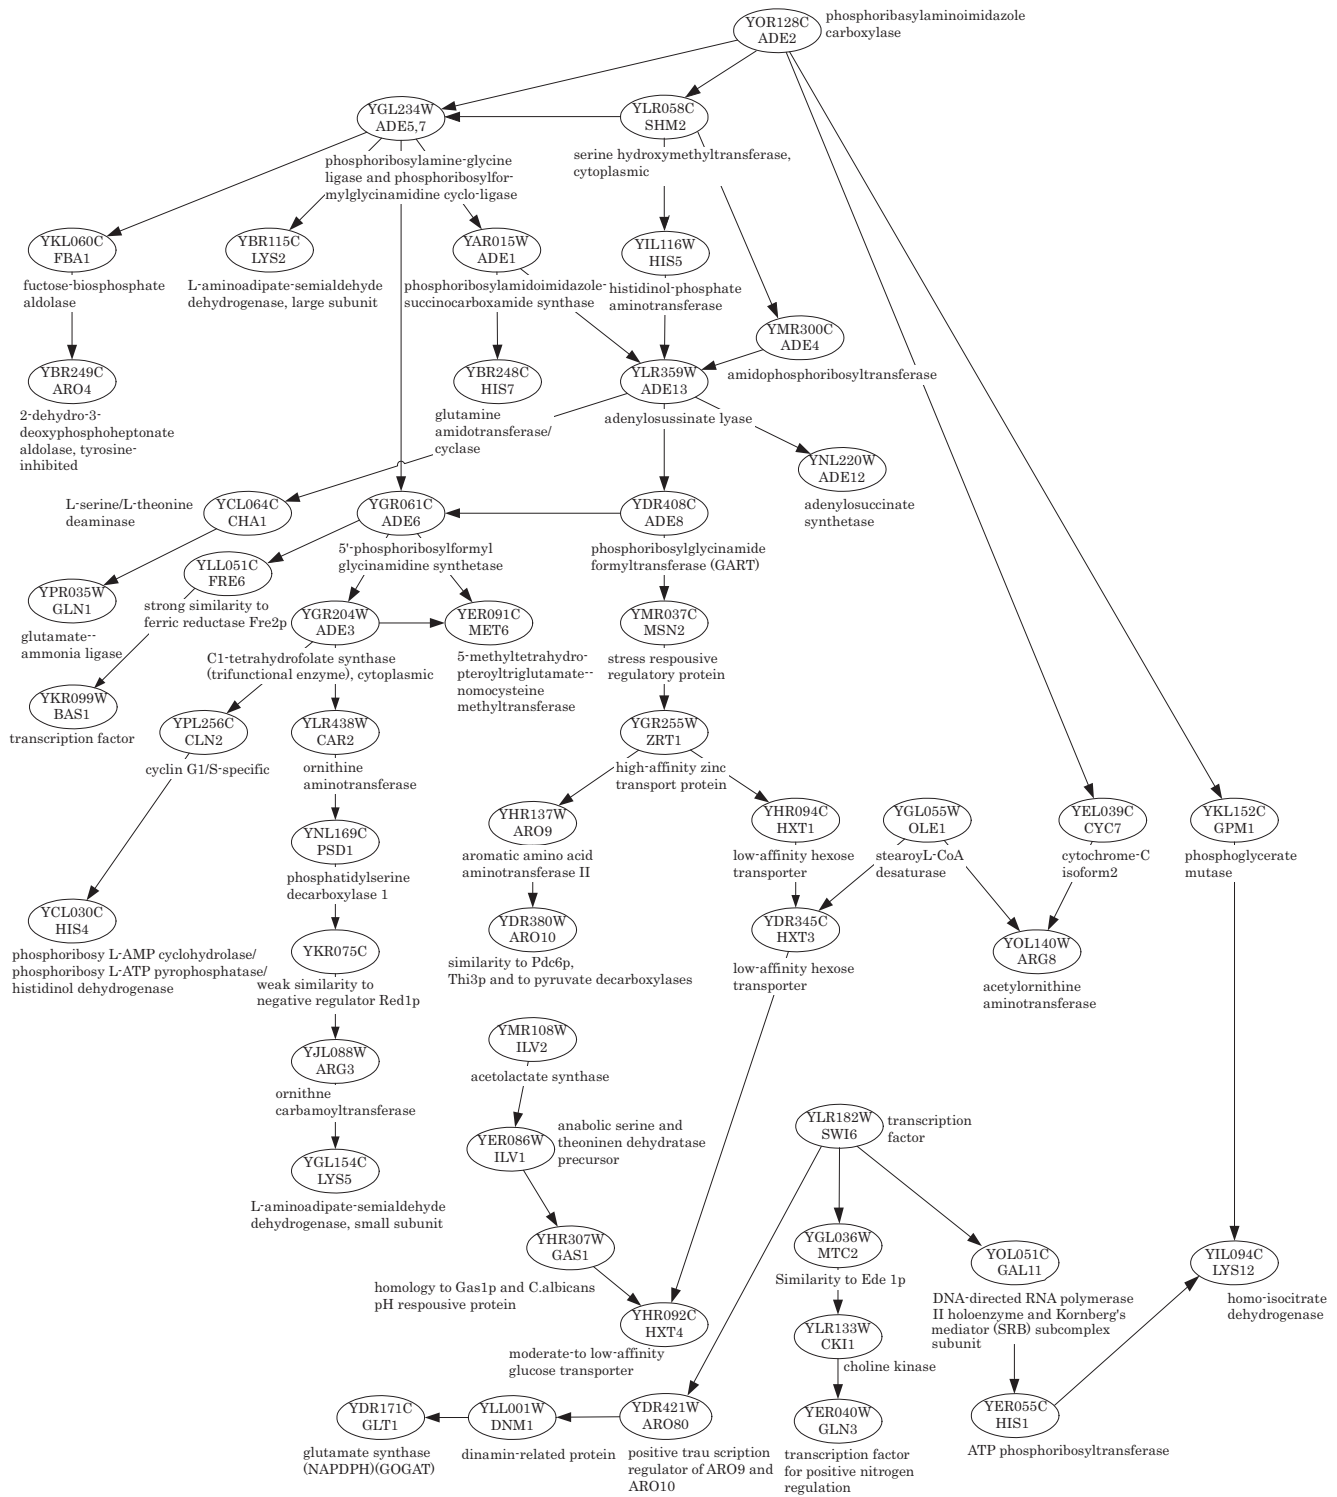 YOR128C
ADE2
phosphoribasylaminoimidazole
carboxylase
YGL234W
ADE5,7
YLR058C
SHM2
phosphoribosylamine-glycine
ligase and phosphoribosylfor-
mylglycinamidine cyclo-ligase
serine hydroxymethyltransferase,
cytoplasmic
YKL060C
FBA1
YBR115C
LYS2
YAR015W
ADE1
YIL116W
HIS5
fuctose-biosphosphate
aldolase
L-aminoadipate-semialdehyde
dehydrogenase, large subunit
phosphoribosylamidoimidazole-
succinocarboxamide synthase
histidinol-phosphate
aminotransferase
YMR300C
ADE4
amidophosphoribosyltransferase
YBR249C
ARO4
YBR248C
HIS7
YLR359W
ADE13
2-dehydro-3-
deoxyphosphoheptonate
aldolase, tyrosine-
inhibited
glutamine
amidotransferase/
cyclase
adenylosussinate lyase
YNL220W
ADE12
adenylosuccinate
synthetase
L-serine/L-theonine
deaminase
YCL064C
CHA1
YGR061C
ADE6
YDR408C
ADE8
5'-phosphoribosylformyl
glycinamidine synthetase
phosphoribosylglycinamide
formyltransferase (GART)
YLL051C
FRE6
strong similarity to
ferric reductase Fre2p
YPR035W
GLN1
glutamate--
ammonia ligase
YGR204W
ADE3
YER091C
MET6
YMR037C
MSN2
C1-tetrahydrofolate synthase
(trifunctional enzyme), cytoplasmic
5-methyltetrahydro-
pteroyltriglutamate--
nomocysteine
methyltransferase
stress respousive
regulatory protein
YKR099W
BAS1
transcription factor
YPL256C
CLN2
cyclin G1/S-specific
YLR438W
CAR2
ornithine
aminotransferase
YGR255W
ZRT1
high-affinity zinc
transport protein
YNL169C
PSD1
phosphatidylserine
decarboxylase 1
YHR137W
ARO9
aromatic amino acid
aminotransferase II
YHR094C
HXT1
low-affinity hexose
transporter
YGL055W
OLE1
stearoyL-CoA
desaturase
YEL039C
CYC7
cytochrome-C
isoform2
YKL152C
GPM1
phosphoglycerate
mutase
YCL030C
HIS4
phosphoribosy L-AMP cyclohydrolase/
phosphoribosy L-ATP pyrophosphatase/
histidinol dehydrogenase
YKR075C
weak similarity to
negative regulator Red1p
YDR380W
ARO10
similarity to Pdc6p,
Thi3p and to pyruvate decarboxylases
YDR345C
HXT3
low-affinity hexose
transporter
YOL140W
ARG8
acetylornithine
aminotransferase
YJL088W
ARG3
ornithne
carbamoyltransferase
YMR108W
ILV2
acetolactate synthase
YER086W
ILV1
anabolic serine and
theoninen dehydratase
precursor
YLR182W
SWI6
transcription
factor
YGL154C
LYS5
L-aminoadipate-semialdehyde
dehydrogenase, small subunit
YHR307W
GAS1
homology to Gas1p and C.albicans
pH respousive protein
YGL036W
MTC2
Similarity to Ede 1p
YOL051C
GAL11
DNA-directed RNA polymerase
II holoenzyme and Kornberg's
mediator (SRB) subcomplex
subunit
YIL094C
LYS12
homo-isocitrate
dehydrogenase
YHR092C
HXT4
moderate-to low-affinity
glucose transporter
YLR133W
CKI1
choline kinase
YDR171C
GLT1
glutamate synthase
(NAPDPH)(GOGAT)
YLL001W
DNM1
dinamin-related protein
YDR421W
ARO80
positive trau scription
regulator of ARO9 and
ARO10
YER040W
GLN3
transcription factor
for positive nitrogen
regulation
YER055C
HIS1
ATP phosphoribosyltransferase